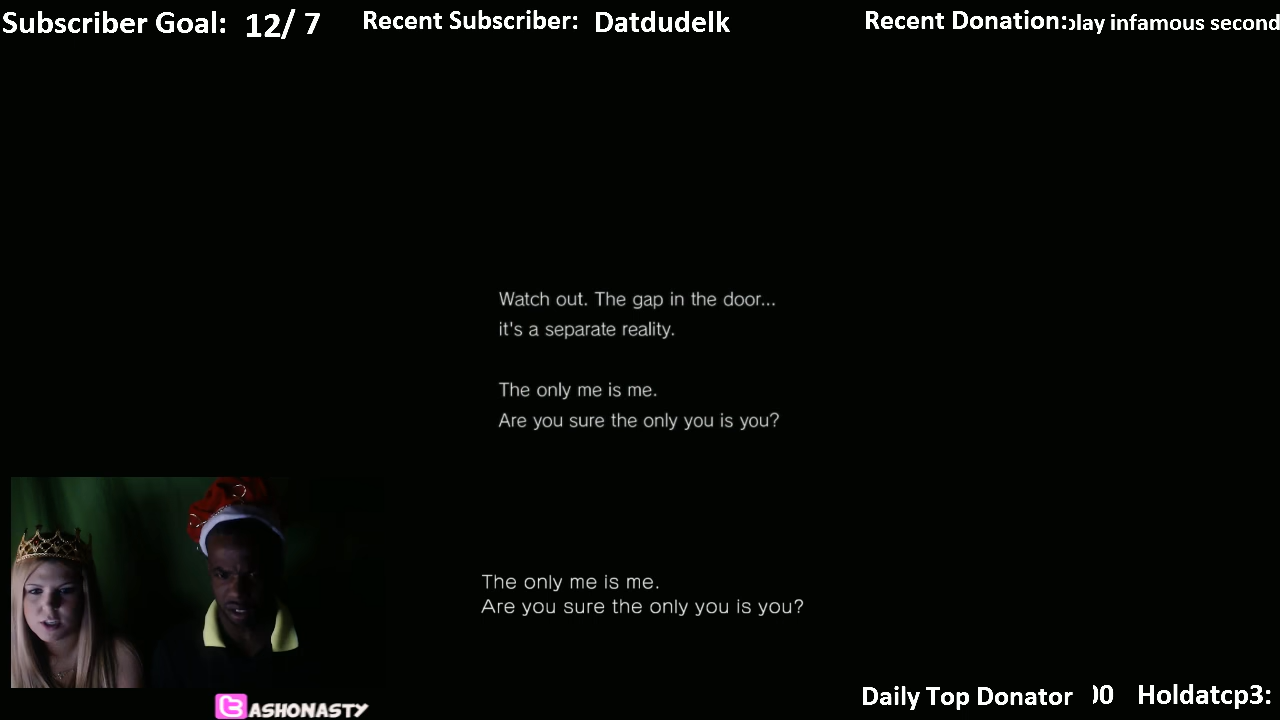 Subscriber Goal: 12/ 7
Recent Subscriber: Datdudelk
Recent Donation: play infamous second
Watch out. The gap in the door...
it's a separate reality.
The only me is me.
Are you sure the only you is you?
The only me is me.
Are you sure the only you is you?
ASHONASTY
Daily Top Donator Holdatcp3: